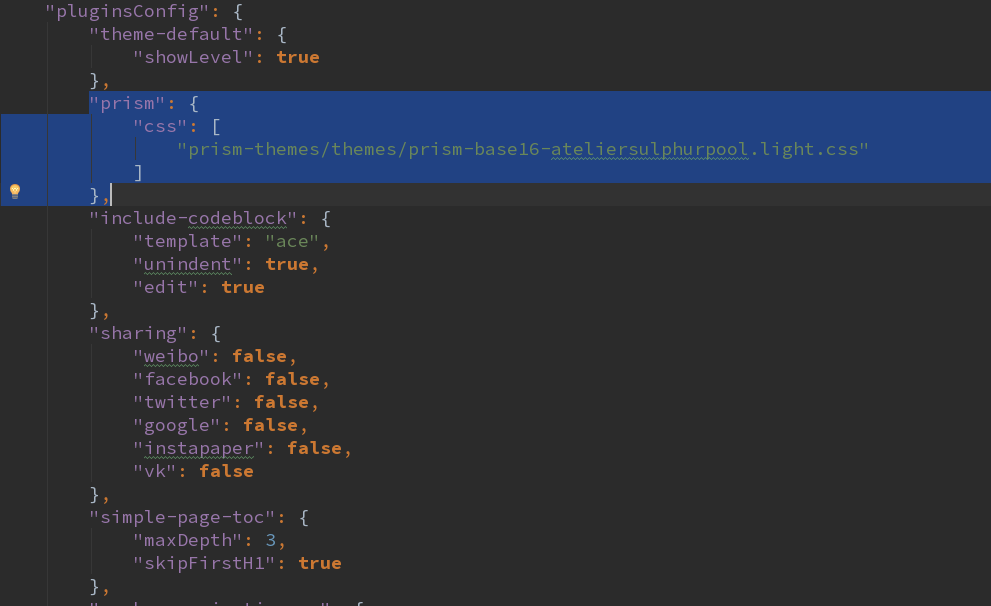 "pluginsConfig": {
"theme-default": {
"showLevel": true
},
"prism": {
"css": [
"prism-themes/themes/prism-base16-ateliersulphurpool.light.css"
]
},
"include-codeblock": {
"template": "ace",
"unindent": true,
"edit": true
},
"sharing": {
"weibo": false,
"facebook": false,
"twitter": false,
"google": false,
"instapaper": false,
"vk": false
},
"simple-page-toc": {
"maxDepth": 3,
"skipFirstH1": true
},